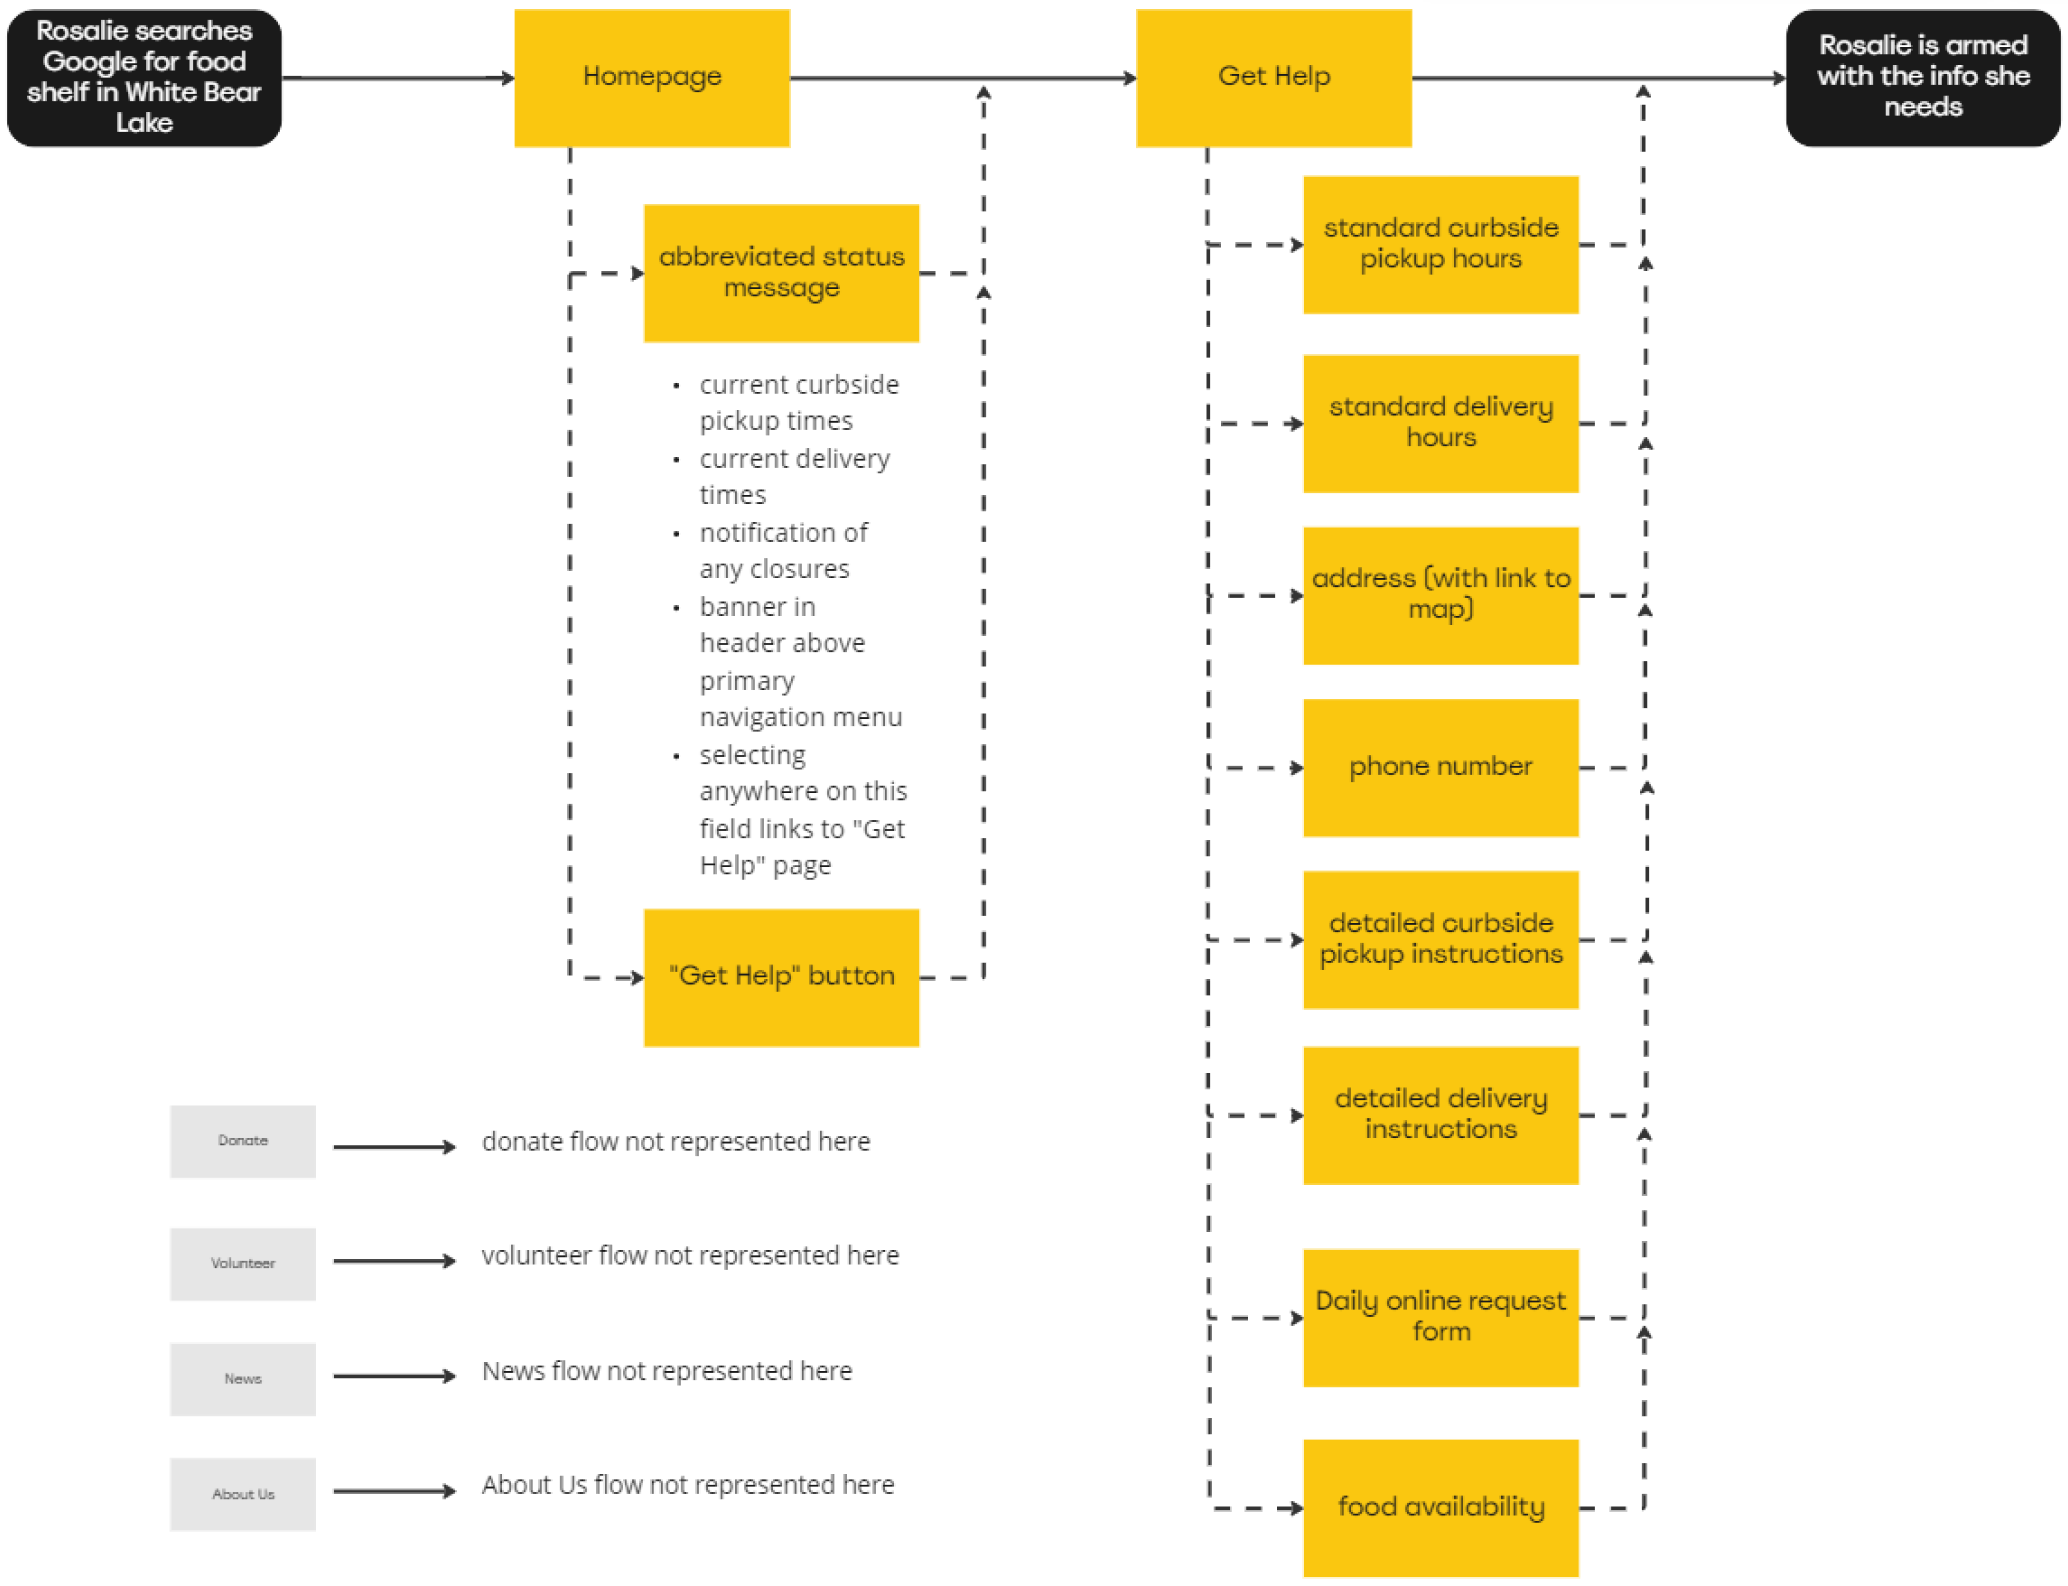 Rosalie searches
Google for food
shelf in White Bear
Lake
Homepage
Get Help
Rosalie is armed
with the info she
needs
abbreviated status
message
• current curbside
pickup times
• current delivery
times
• notification of
any closures
• banner in
header above
primary
navigation menu
• selecting
anywhere on this
field links to "Get
Help" page
"Get Help" button
standard curbside
pickup hours
standard delivery
hours
address (with link to
map)
phone number
detailed curbside
pickup instructions
detailed delivery
instructions
Daily online request
form
food availability
Donate
donate flow not represented here
Volunteer
volunteer flow not represented here
News
News flow not represented here
About Us
About Us flow not represented here